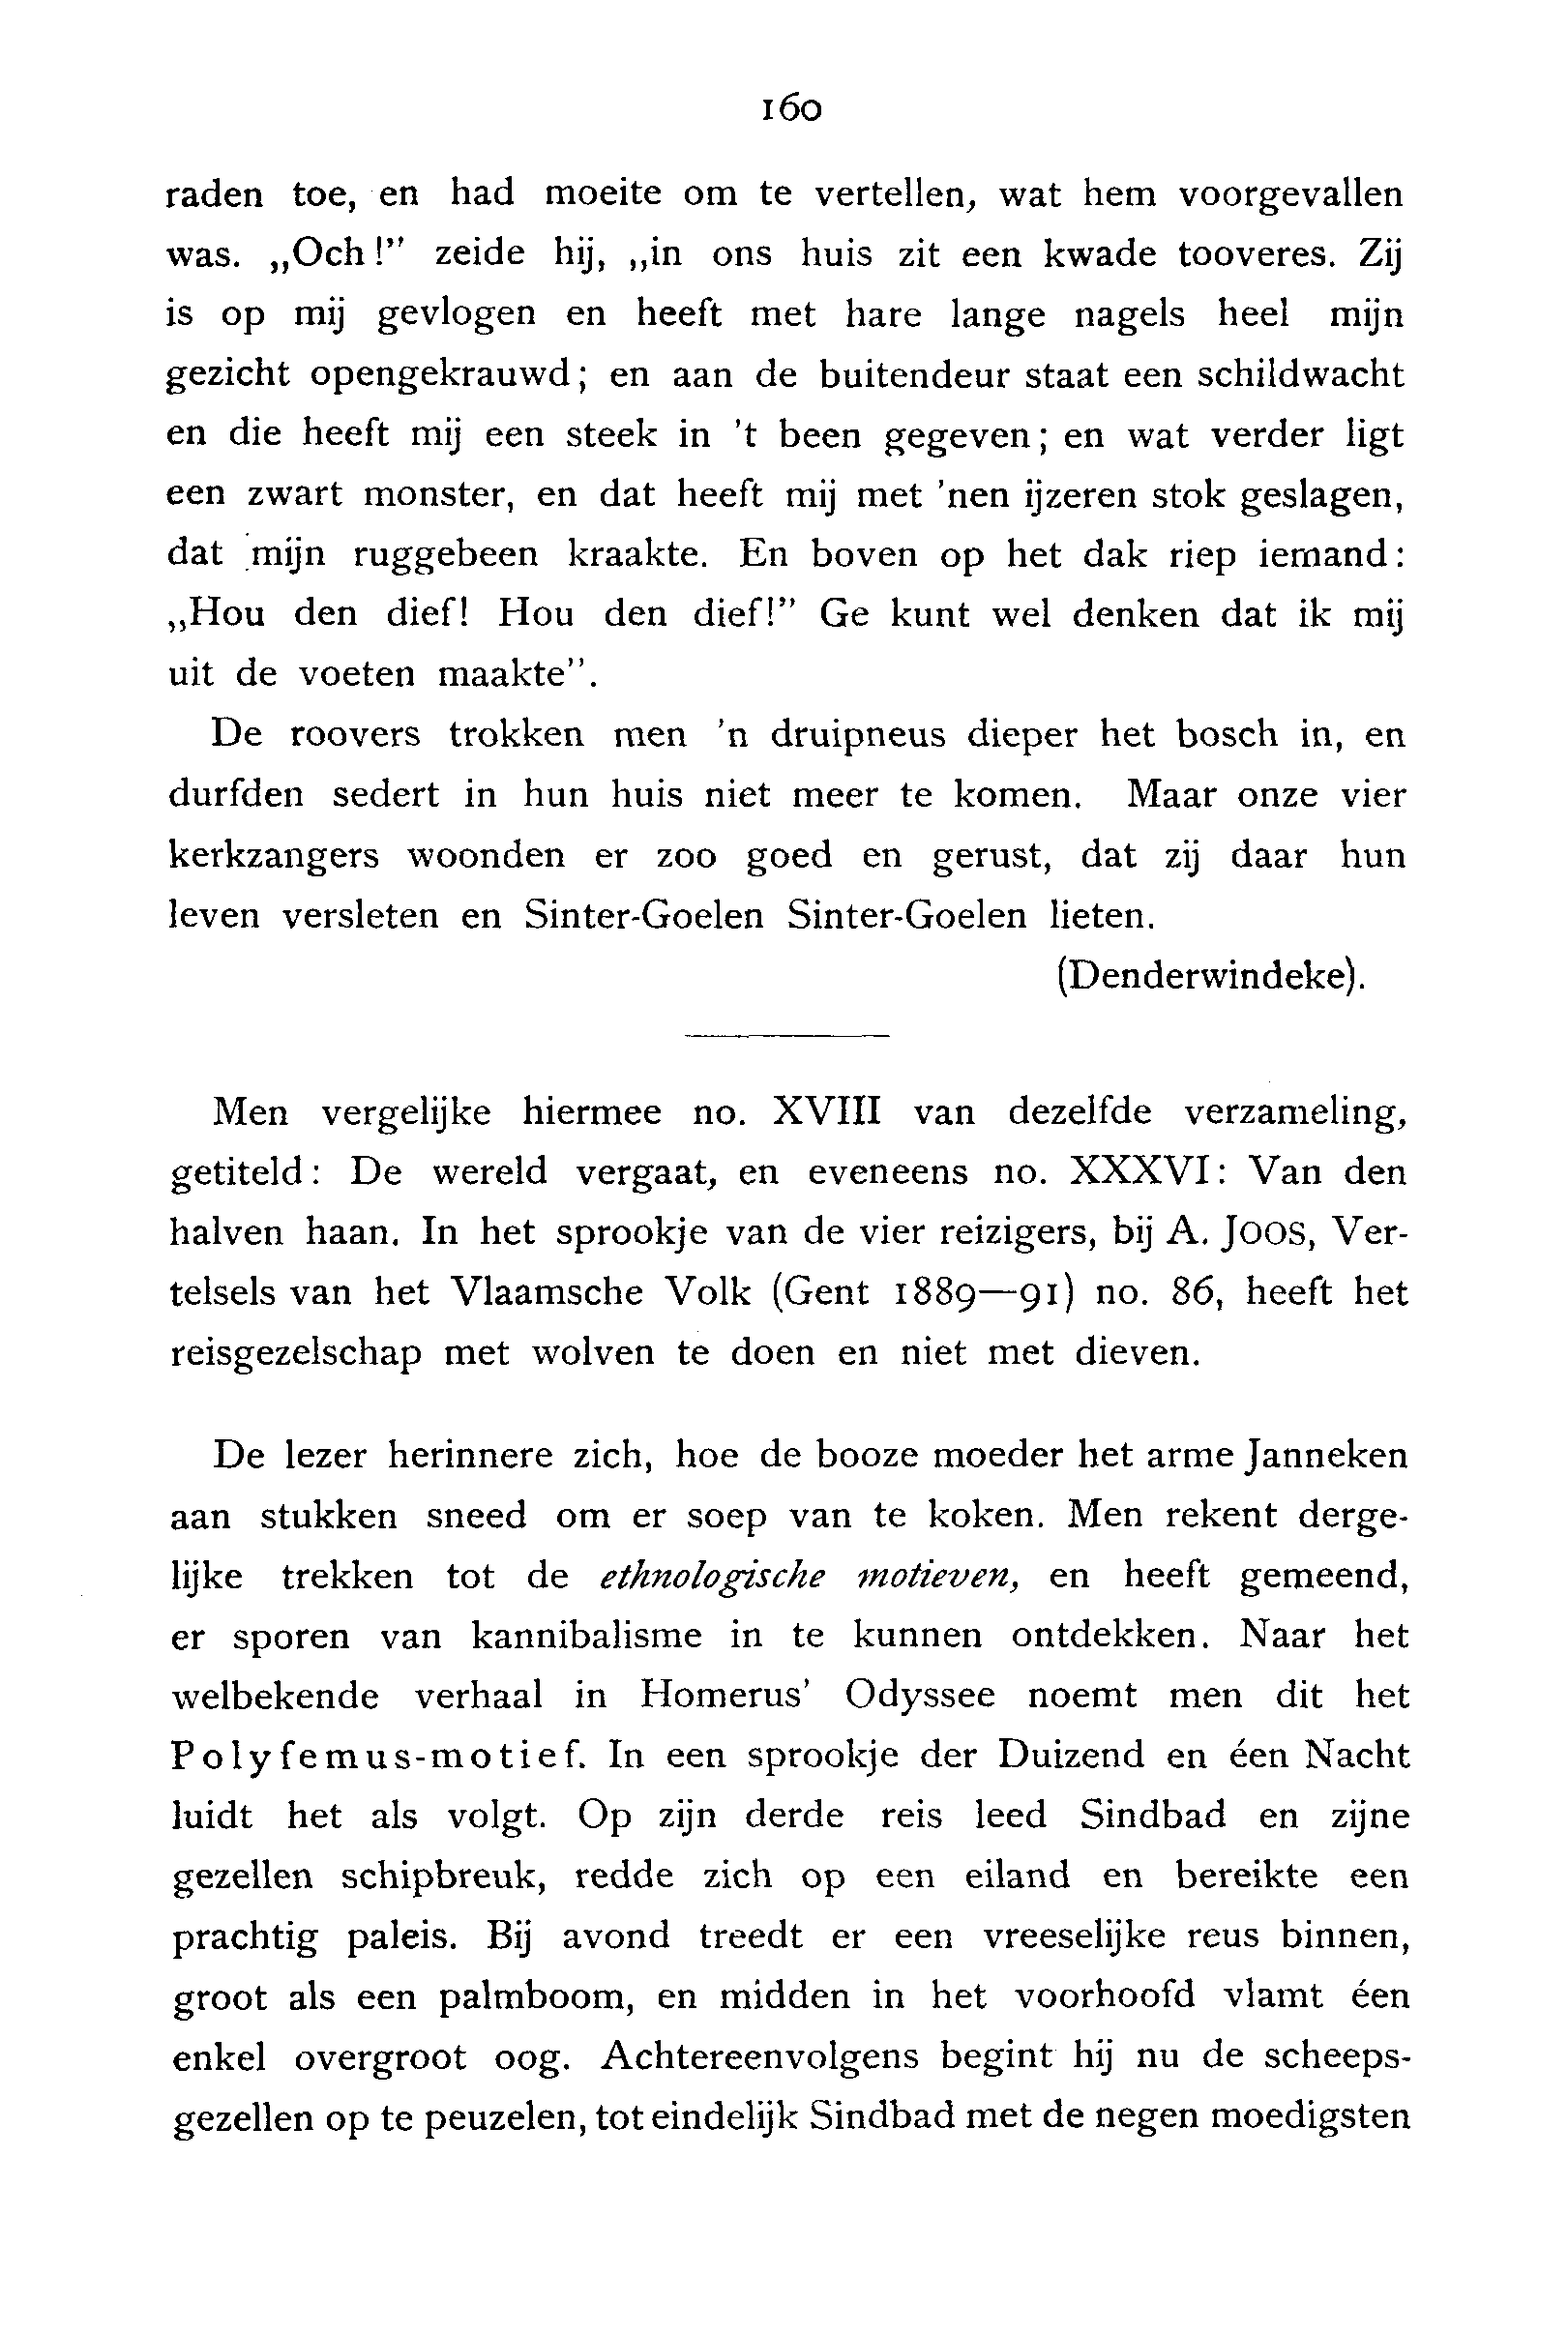 160
raden toe, en had moeite om te vertellen, wat hem voorgevallen
was. „Och!” zeide hij, „in ons huis zit een kwade tooveres. Zij
is op mij gevlogen en heeft met hare lange nagels heel mijn
gezicht opengekrauwd; en aan de buitendeur staat een schildwacht
en die heeft mij een steek in 't been gegeven; en wat verder ligt
een zwart monster, en dat heeft mij met 'nen ijzeren stok geslagen,
dat mijn ruggebeen kraakte. En boven op het dak riep iemand:
„Hou den dief! Hou den dief!” Ge kunt wel denken dat ik mij
uit de voeten maakte”.
De roovers trokken men 'n druipneus dieper het bosch in, en
durfden sedert in hun huis niet meer te komen. Maar onze vier
kerkzangers woonden er zoo goed en gerust, dat zij daar hun
leven versleten en Sinter-Goelen Sinter-Goelen lieten.
(Denderwindeke).
Men vergelijke hiermee no. XVIII van dezelfde verzameling,
getiteld: De wereld vergaat, en eveneens no. XXXVI: Van den
halven haan. In het sprookje van de vier reizigers, bij A. JOOS, Ver-
telsels van het Vlaamsche Volk (Gent 1889—91) no. 86, heeft het
reisgezelschap met wolven te doen en niet met dieven.
De lezer herinnere zich, hoe de booze moeder het arme Janneken
aan stukken sneed om er soep van te koken. Men rekent derge-
lijke trekken tot de ethnologische motieven, en heeft gemeend,
er sporen van kannibalisme in te kunnen ontdekken. Naar het
welbekende verhaal in Homerus' Odyssee noemt men dit het
Polyfemus-motief. In een sprookje der Duizend en éen Nacht
luidt het als volgt. Op zijn derde reis leed Sindbad en zijne
gezellen schipbreuk, redde zich op een eiland en bereikte een
prachtig paleis. Bij avond treedt er een vreeselijke reus binnen,
groot als een palmboom, en midden in het voorhoofd vlamt éen
enkel overgroot oog. Achtereenvolgens begint hij nu de scheeps-
gezellen op te peuzelen, tot eindelijk Sindbad met de negen moedigsten